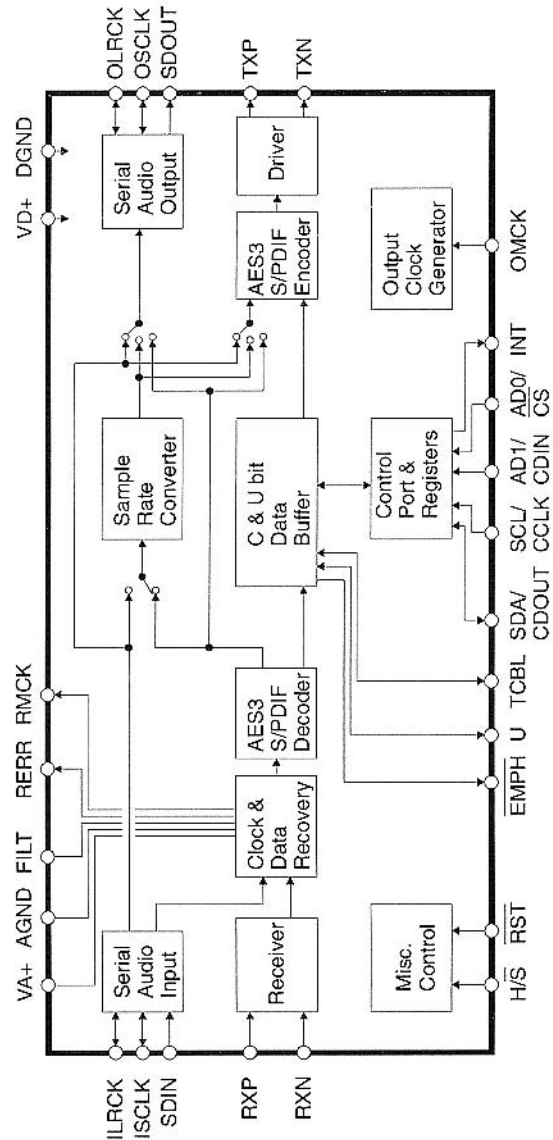 VA+
AGND
FILT
RERR
RMCK
VD+
DGND
ILRCK
ISCLK
SDIN
Serial
Audio
Input
Sample
Rate
Converter
Serial
Audio
Output
OLRCK
OSCLK
SDOUT
RXP
RXN
Receiver
Clock &
Data
Recovery
AES3
S/PDIF
Decoder
C & U bit
Data
Buffer
AES3
S/PDIF
Encoder
Driver
TXP
TXN
Misc.
Control
Control
Port &
Registers
Output
Clock
Generator
H/S
RST
EMPH
U
TCBL
SDA/
CDOUT
SCL/
CCLK
AD1/
CDIN
AD0/
CS
INT
OMCK